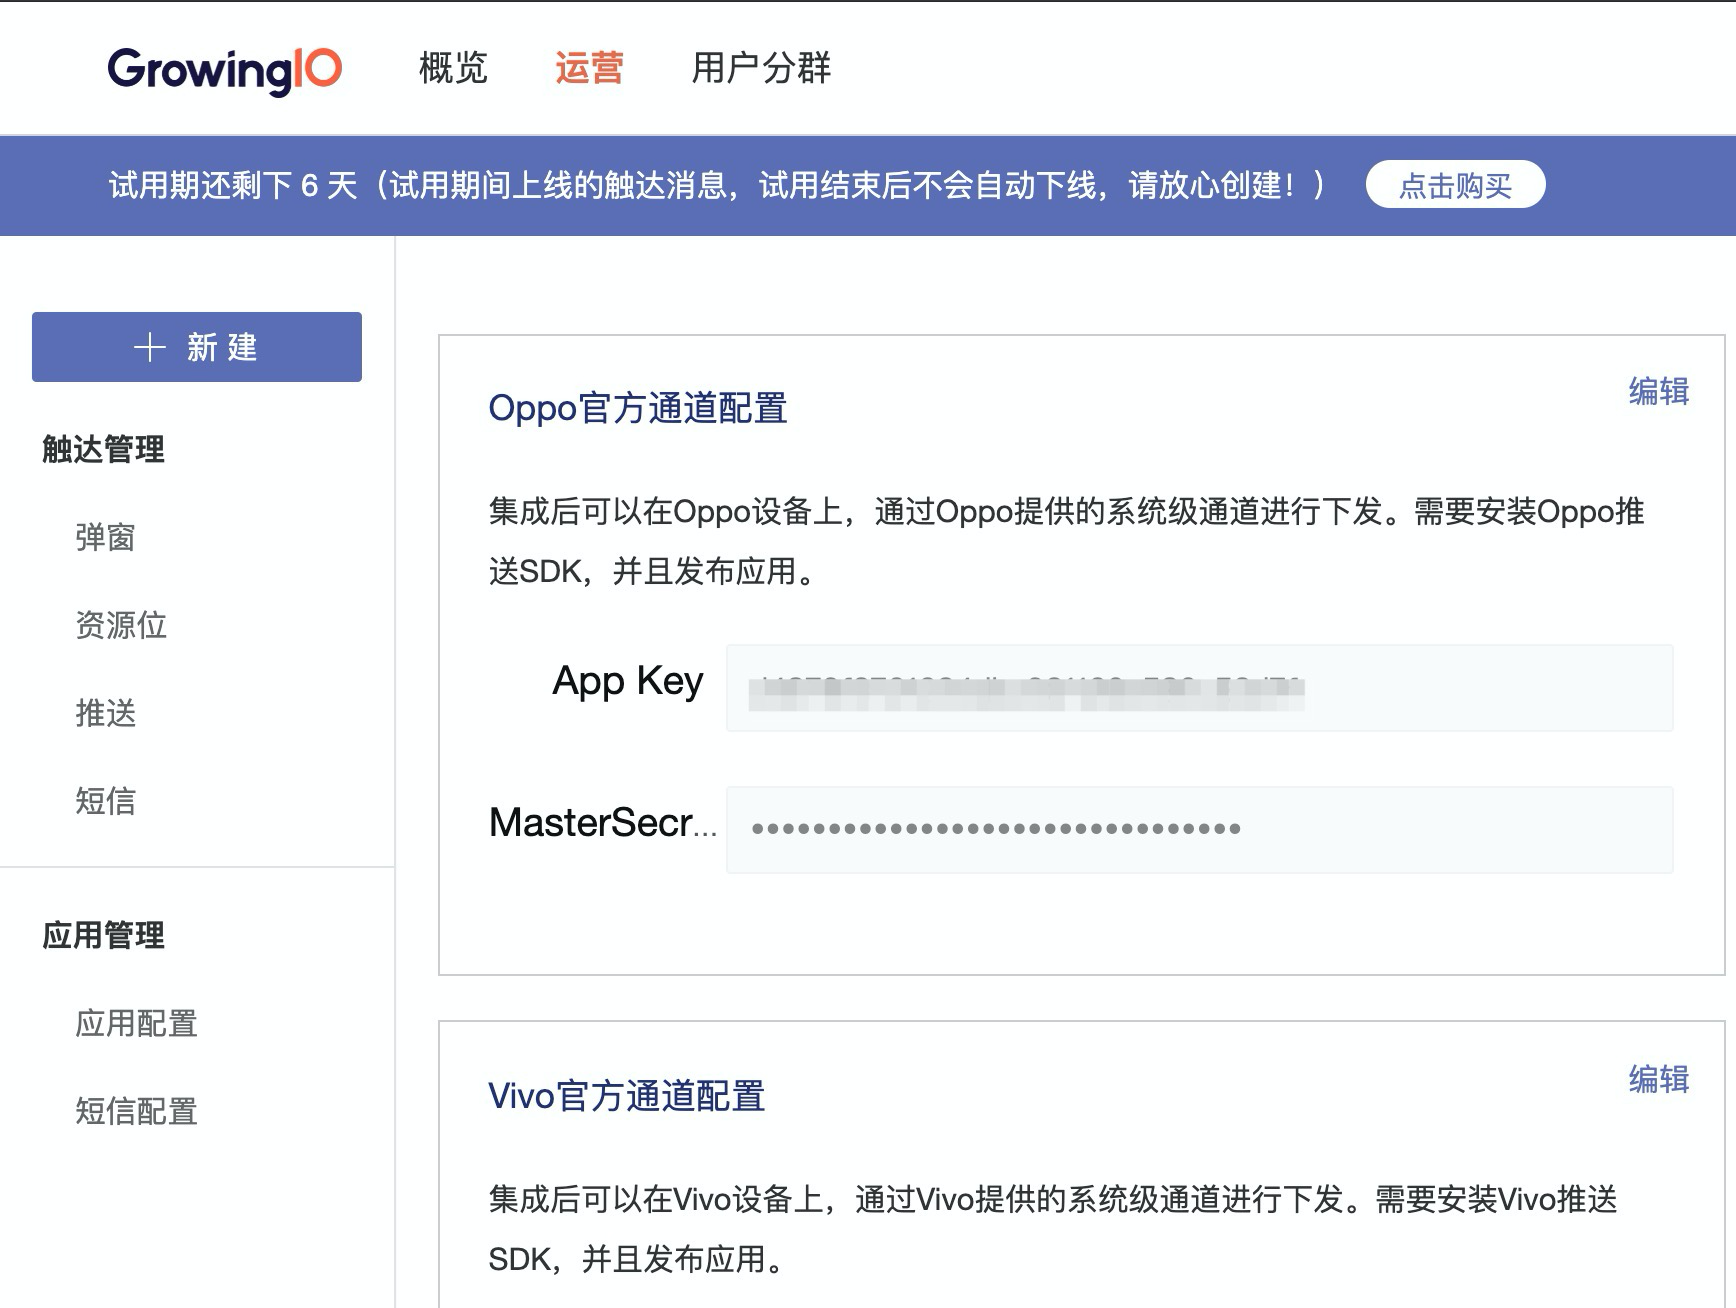 GrowingIO 概览 运营 用户分群
试用期还剩下 6 天（试用期间上线的触达消息，试用结束后不会自动下线，请放心创建！） 点击购买
新 建
触达管理
弹窗
资源位
推送
短信
应用管理
应用配置
短信配置
Oppo官方通道配置 编辑
集成后可以在Oppo设备上，通过Oppo提供的系统级通道进行下发。需要安装Oppo推
送SDK，并且发布应用。
App Key
MasterSecr...
Vivo官方通道配置 编辑
集成后可以在Vivo设备上，通过Vivo提供的系统级通道进行下发。需要安装Vivo推送
SDK，并且发布应用。